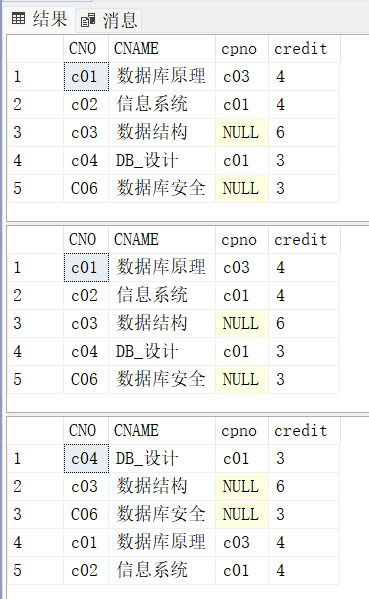 结果 消息
CNO CNAME cpno credit
1 c01 数据库原理 c03 4
2 c02 信息系统 c01 4
3 c03 数据结构 NULL 6
4 c04 DB_设计 c01 3
5 C06 数据库安全 NULL 3
CNO CNAME cpno credit
1 c01 数据库原理 c03 4
2 c02 信息系统 c01 4
3 c03 数据结构 NULL 6
4 c04 DB_设计 c01 3
5 C06 数据库安全 NULL 3
CNO CNAME cpno credit
1 c04 DB_设计 c01 3
2 c03 数据结构 NULL 6
3 C06 数据库安全 NULL 3
4 c01 数据库原理 c03 4
5 c02 信息系统 c01 4